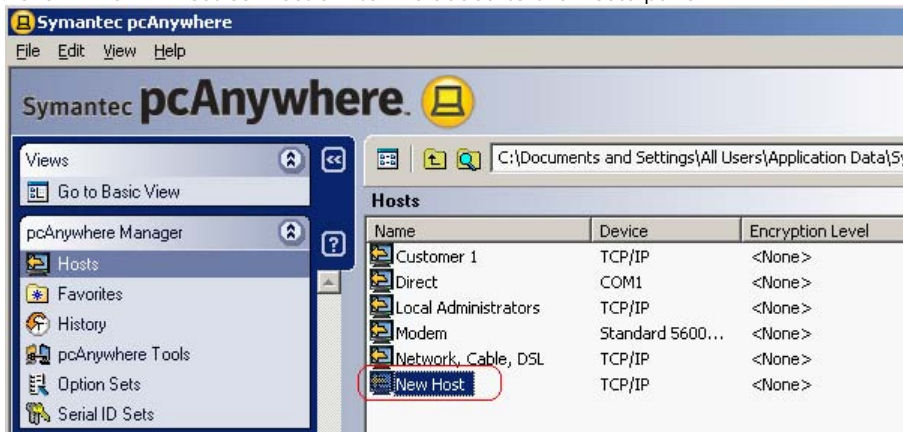 Symantec pcAnywhere
File Edit View Help
Symantec pcAnywhere.
Views
Go to Basic View
pcAnywhere Manager
Hosts
Favorites
History
pcAnywhere Tools
Option Sets
Serial ID Sets
C:\Documents and Settings\All Users\Application Data\Sy
Hosts
Name Device Encryption Level
Customer 1 TCP/IP <None>
Direct COM1 <None>
Local Administrators TCP/IP <None>
Modem Standard 5600... <None>
Network, Cable, DSL TCP/IP <None>
New Host TCP/IP <None>